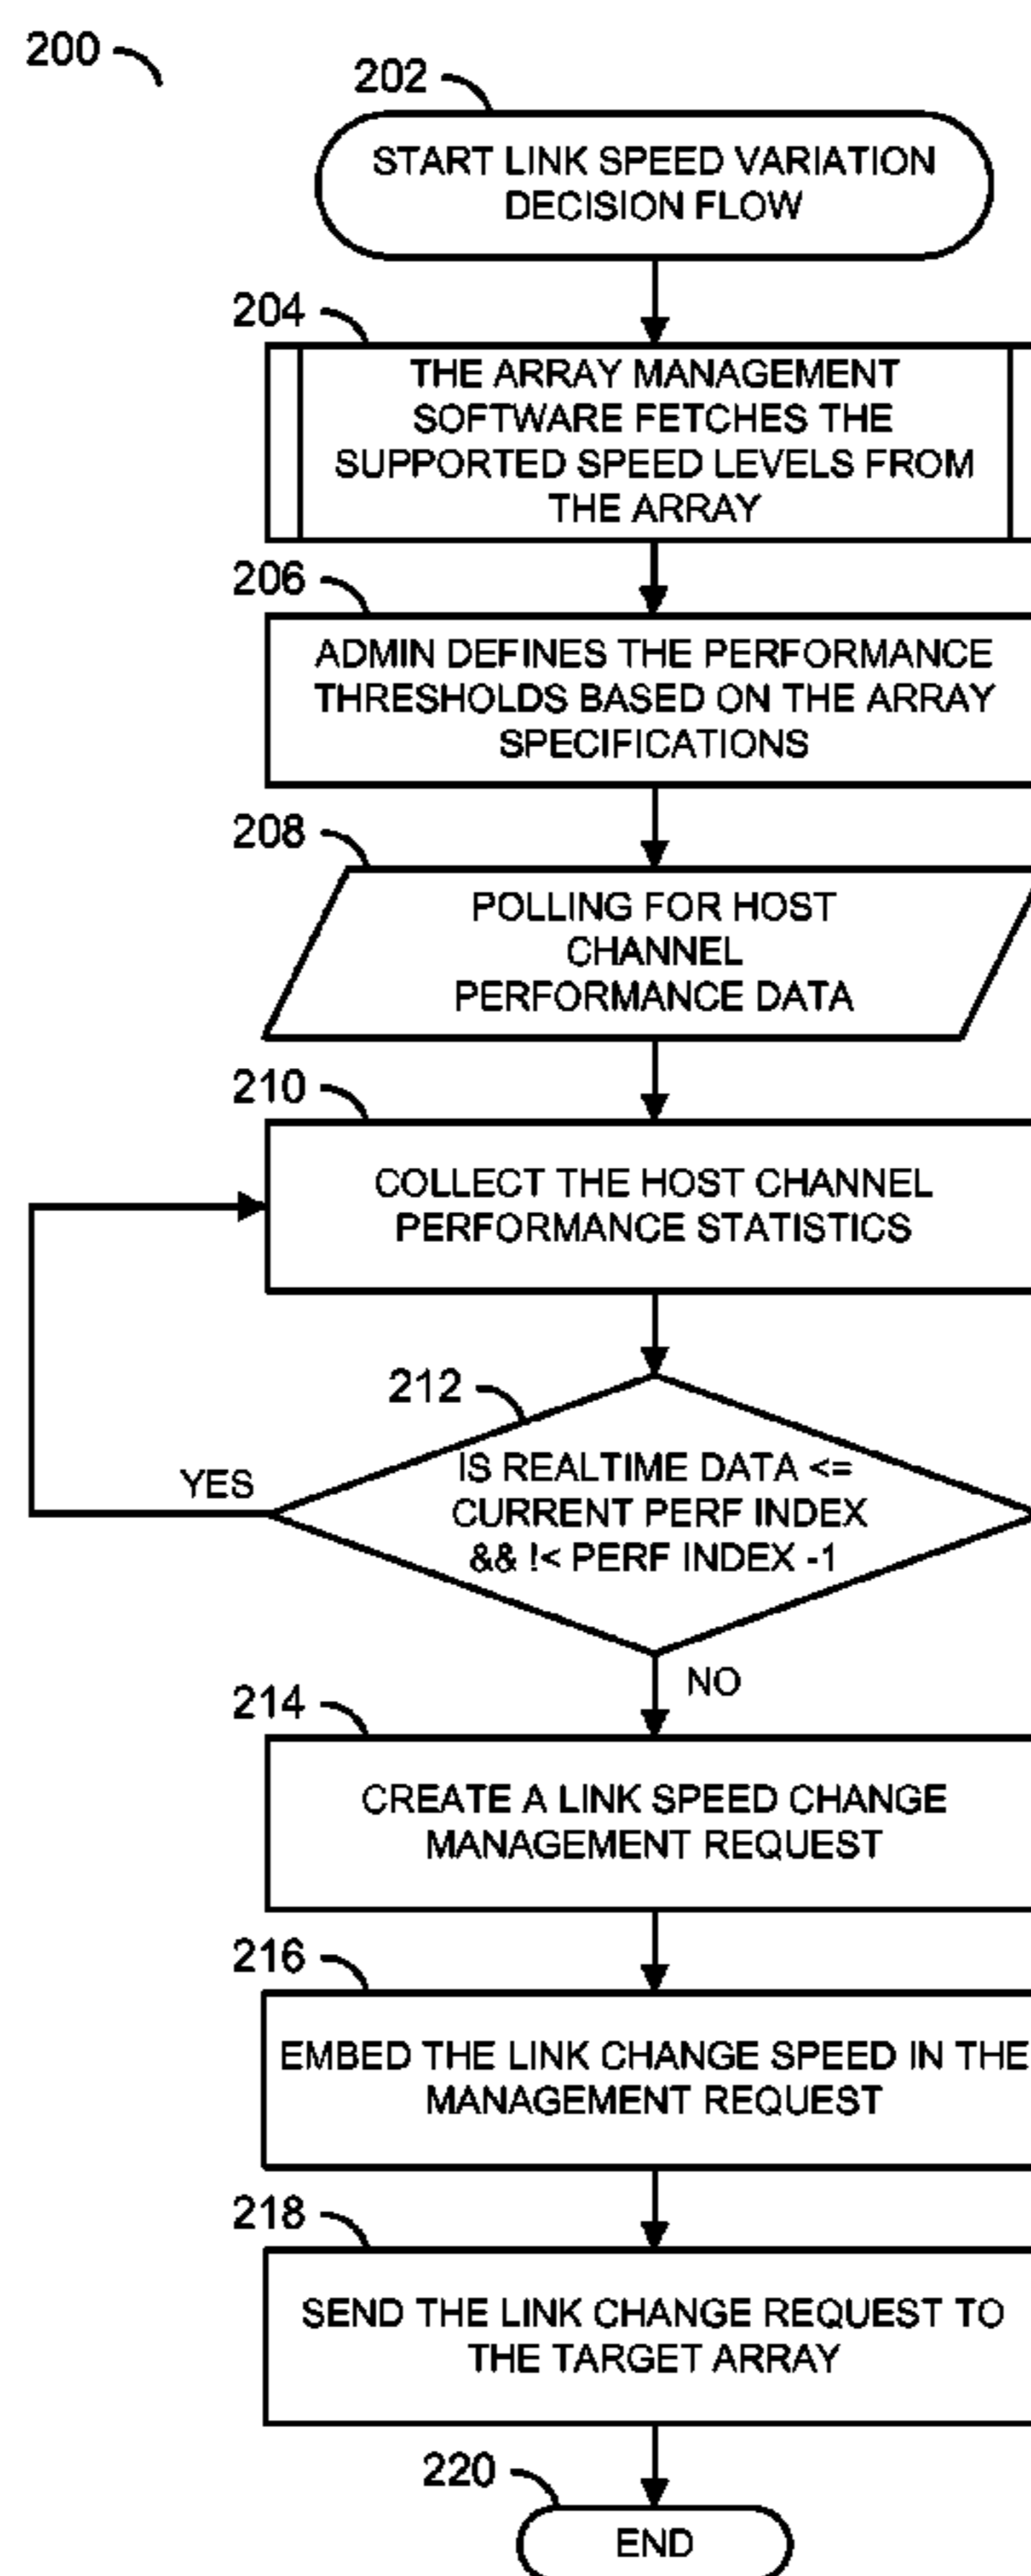 200
202
START LINK SPEED VARIATION
DECISION FLOW
204
THE ARRAY MANAGEMENT
SOFTWARE FETCHES THE
SUPPORTED SPEED LEVELS FROM
THE ARRAY
206
ADMIN DEFINES THE PERFORMANCE
THRESHOLDS BASED ON THE ARRAY
SPECIFICATIONS
208
POLLING FOR HOST
CHANNEL
PERFORMANCE DATA
210
COLLECT THE HOST CHANNEL
PERFORMANCE STATISTICS
212
IS REALTIME DATA <=
CURRENT PERF INDEX
&& !< PERF INDEX -1
YES
NO
214
CREATE A LINK SPEED CHANGE
MANAGEMENT REQUEST
216
EMBED THE LINK CHANGE SPEED IN THE
MANAGEMENT REQUEST
218
SEND THE LINK CHANGE REQUEST TO
THE TARGET ARRAY
220
END